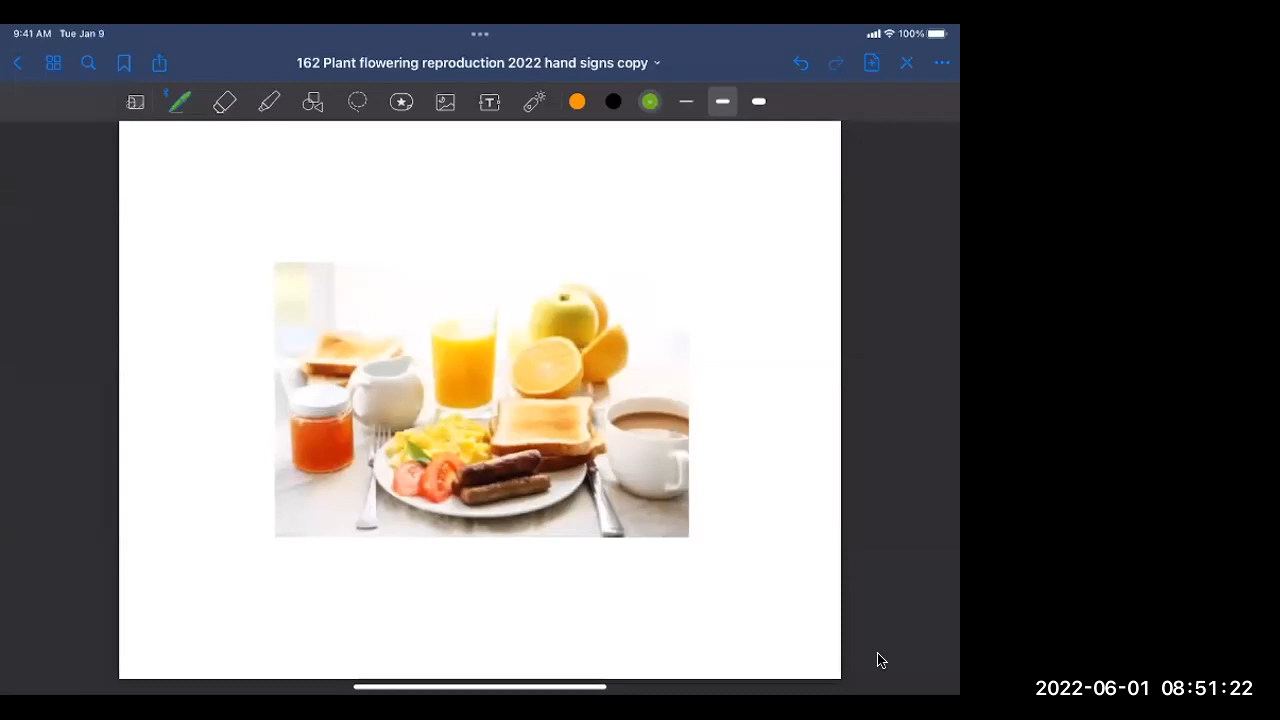 9:41 AM Tue Jan 9
100%
162 Plant flowering reproduction 2022 hand signs copy
T
2022-06-01 08:51:22